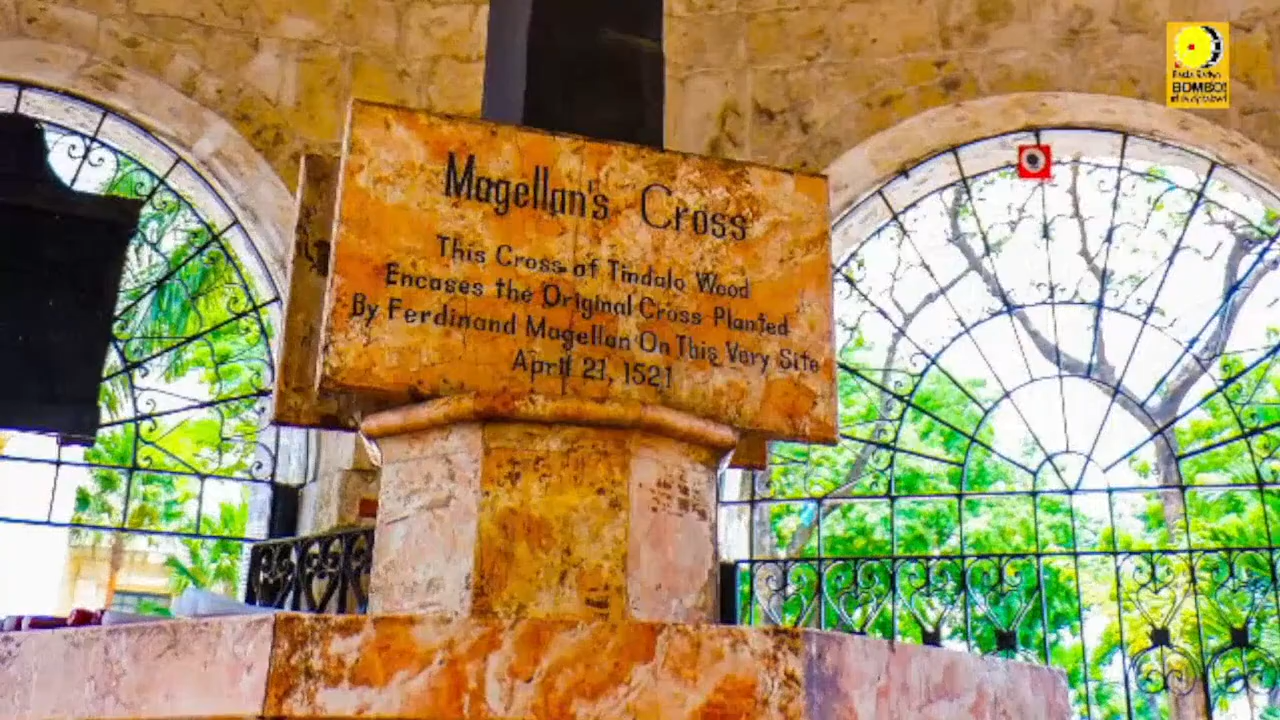 Magellan's Cross
This Cross of Tindalo Wood
Encases the Original Cross Planted
By Ferdinand Magellan On This Very Site
April 21, 1521
BOMBO!